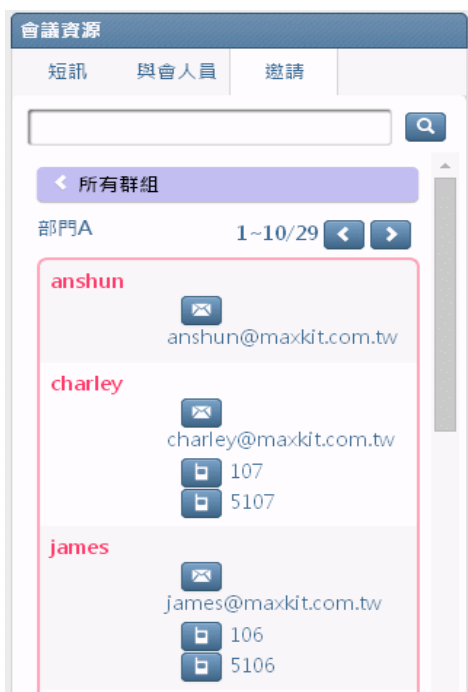 會議資源
短訊 與會人員 邀請
所有群組
部門A 1~10/29
anshun
anshun@maxkit.com.tw
charley
charley@maxkit.com.tw
107
5107
james
james@maxkit.com.tw
106
5106